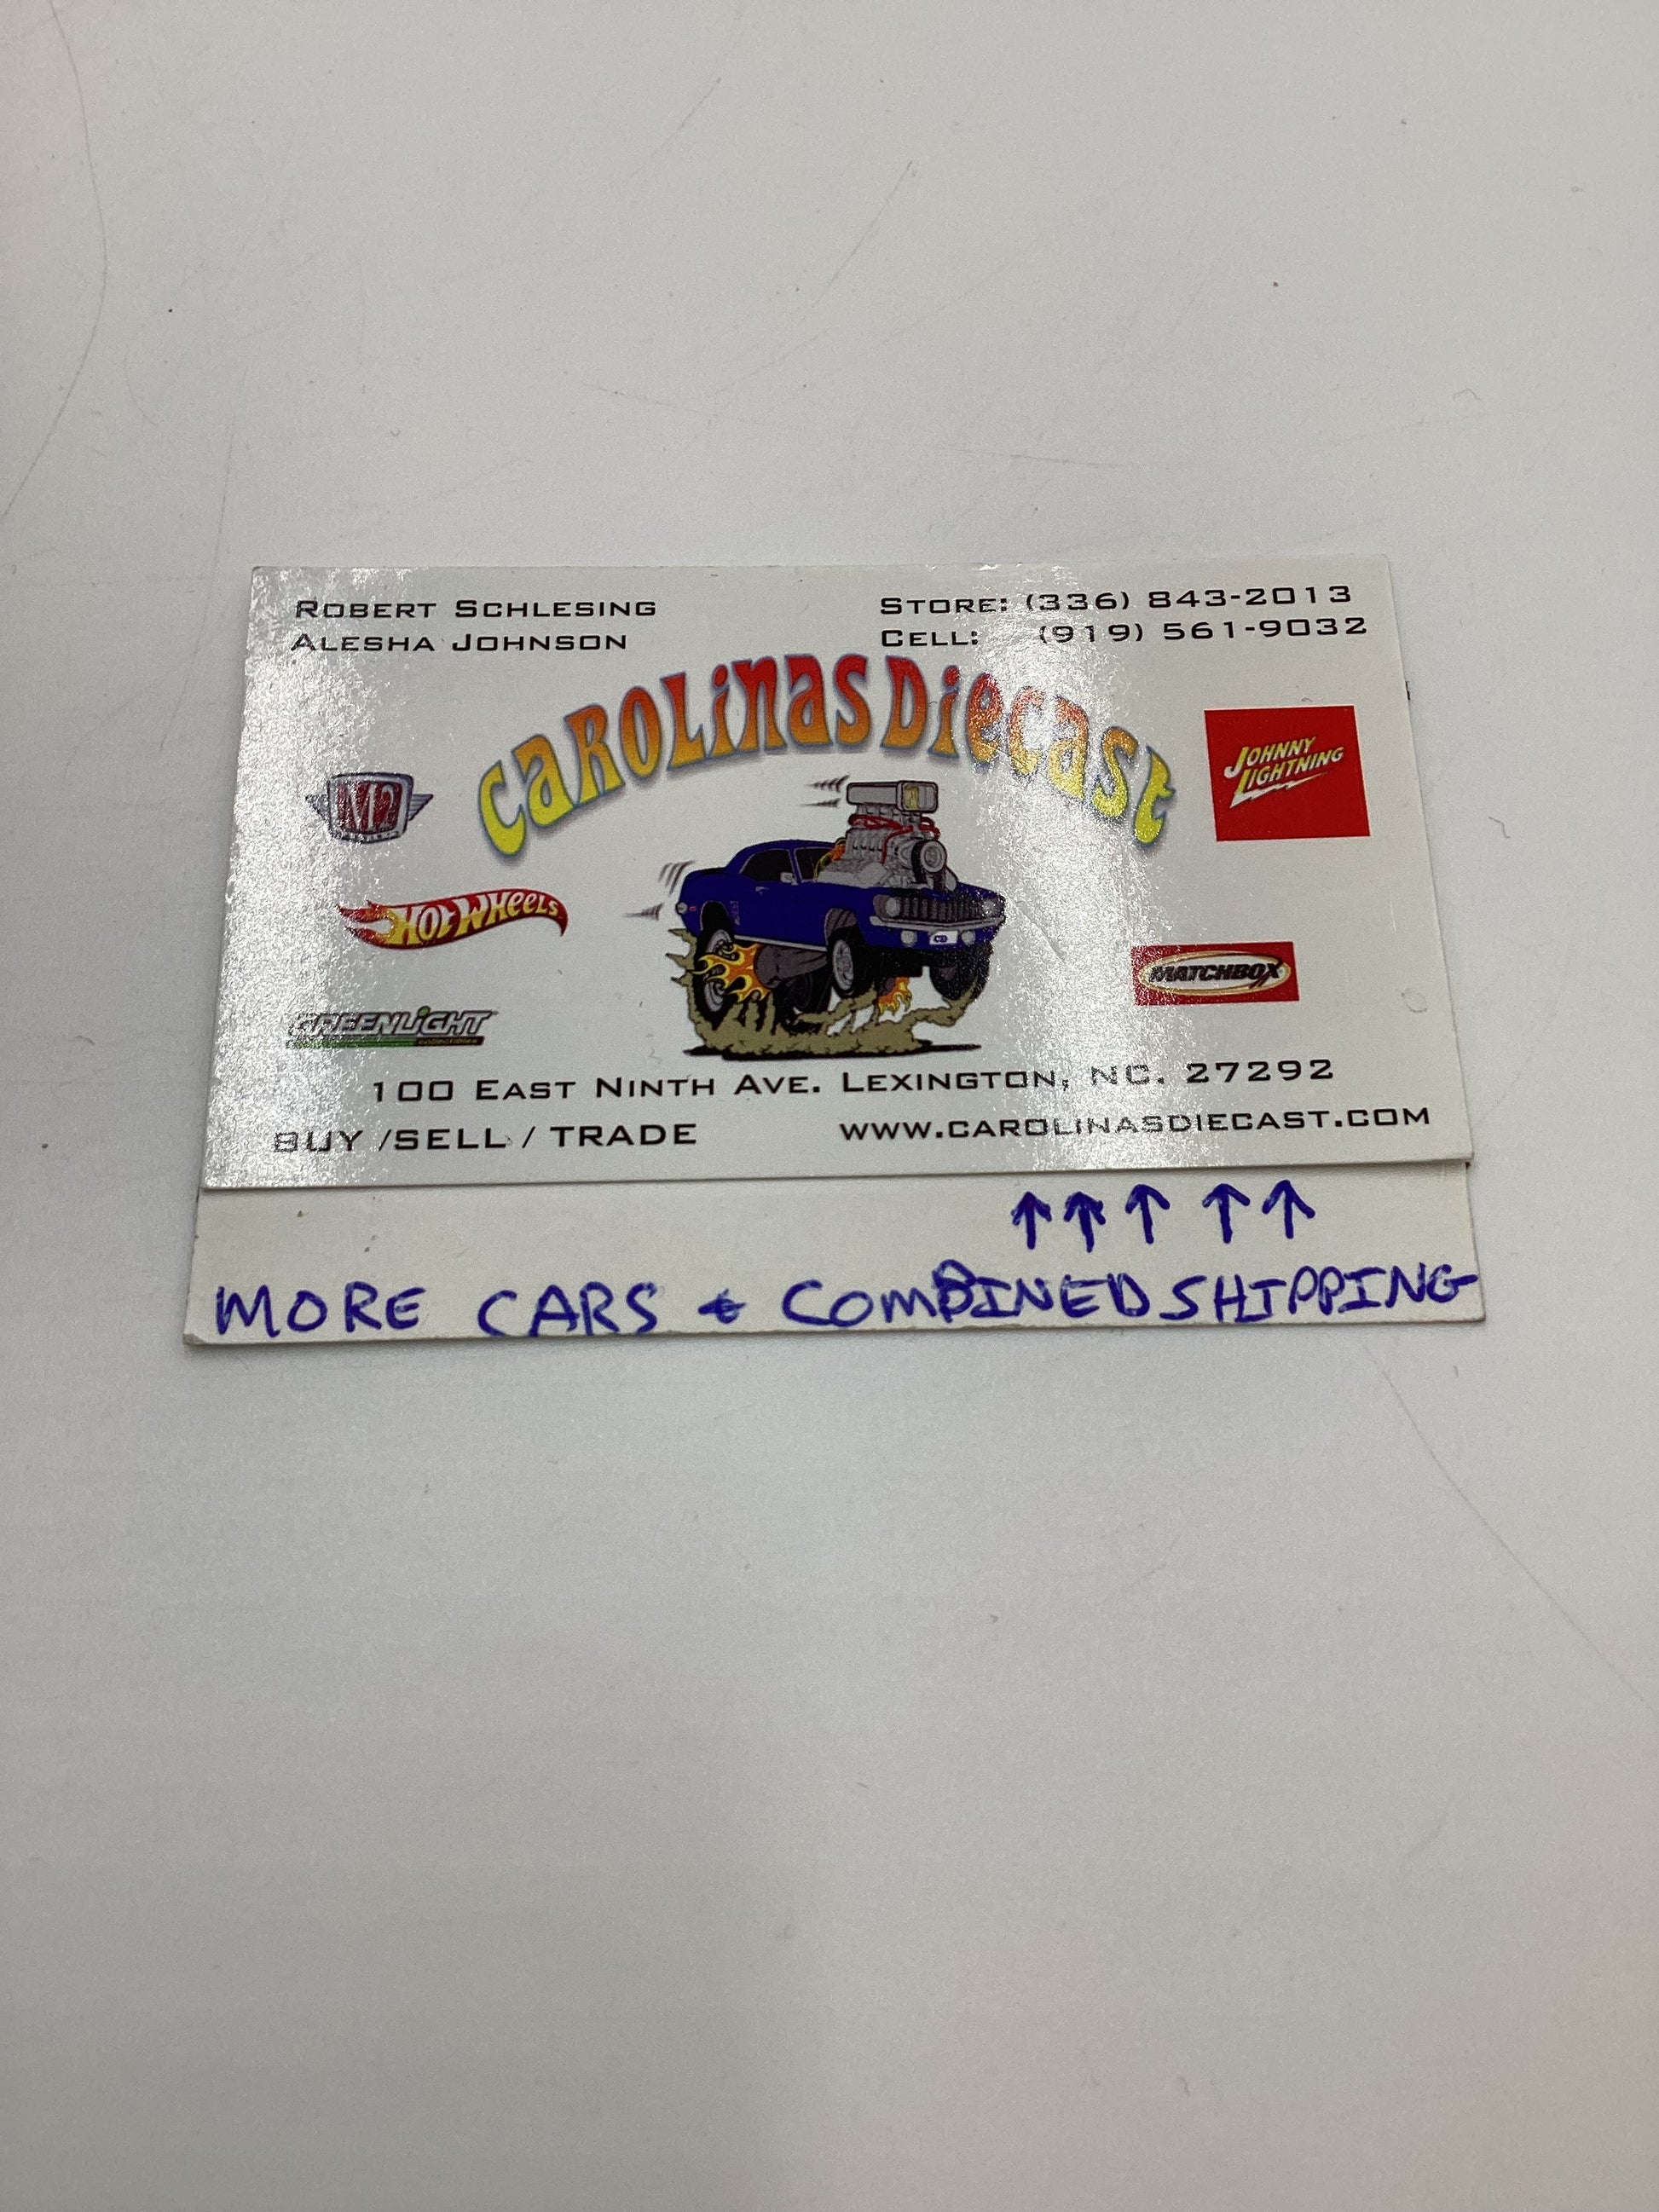 ROBERT SCHLESING
ALESHA JOHNSON
STORE: (336) 843-2013
CELL: (919) 561-9032
CAROLINAS DIECAST
M2
JOHNNY
LIGHTNING
HOT WHEELS
MATCHBOX
GREENLIGHT
100 EAST NINTH AVE. LEXINGTON, NC. 27292
BUY /SELL / TRADE
WWW.CAROLINASDIECAST.COM
↑ ↑ ↑ ↑ ↑
MORE CARS & COMBINED SHIPPING